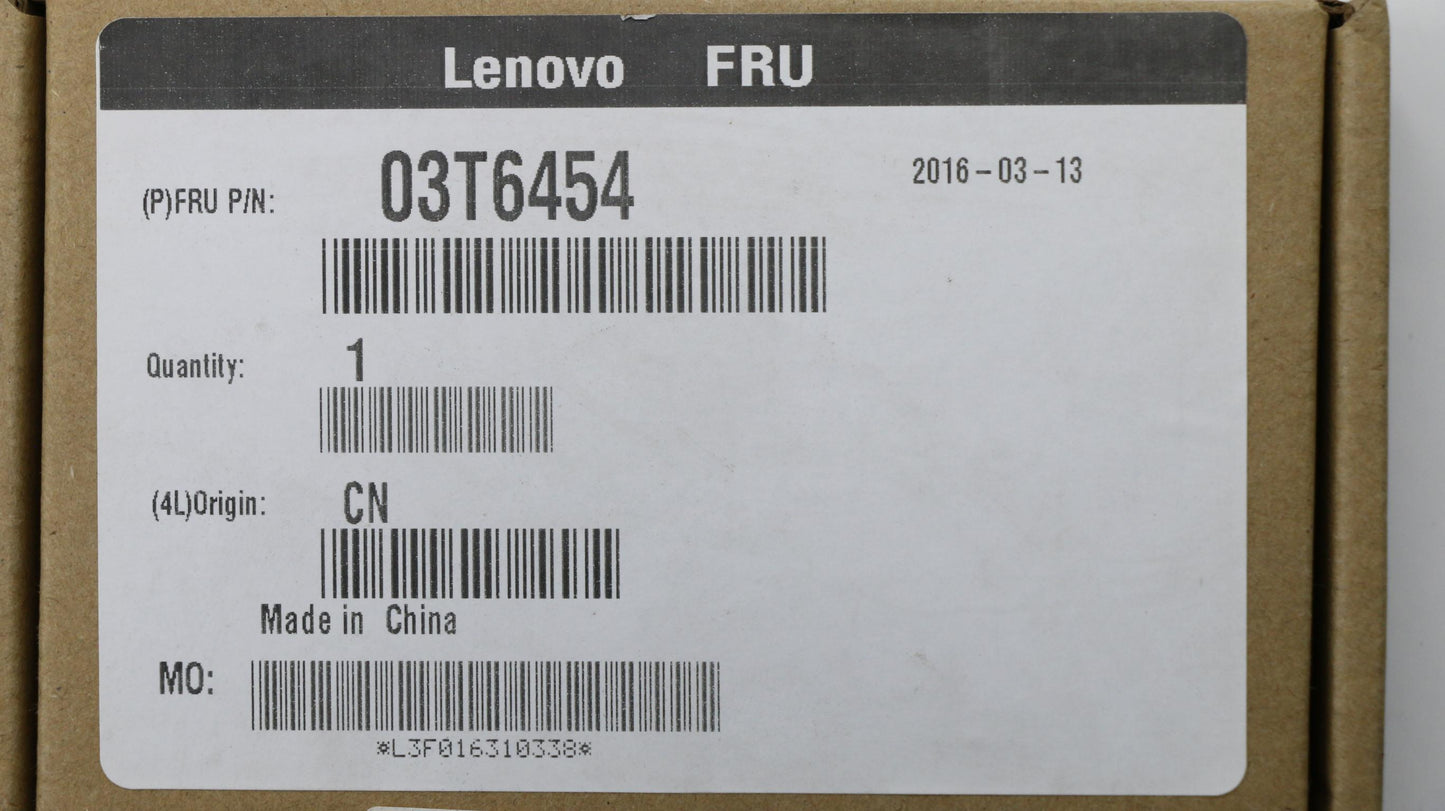 Lenovo FRU
(P)FRU P/N: 03T6454 2016-03-13
Quantity: 1
(4L)Origin: CN
Made in China
MO:
*L3F016310338*